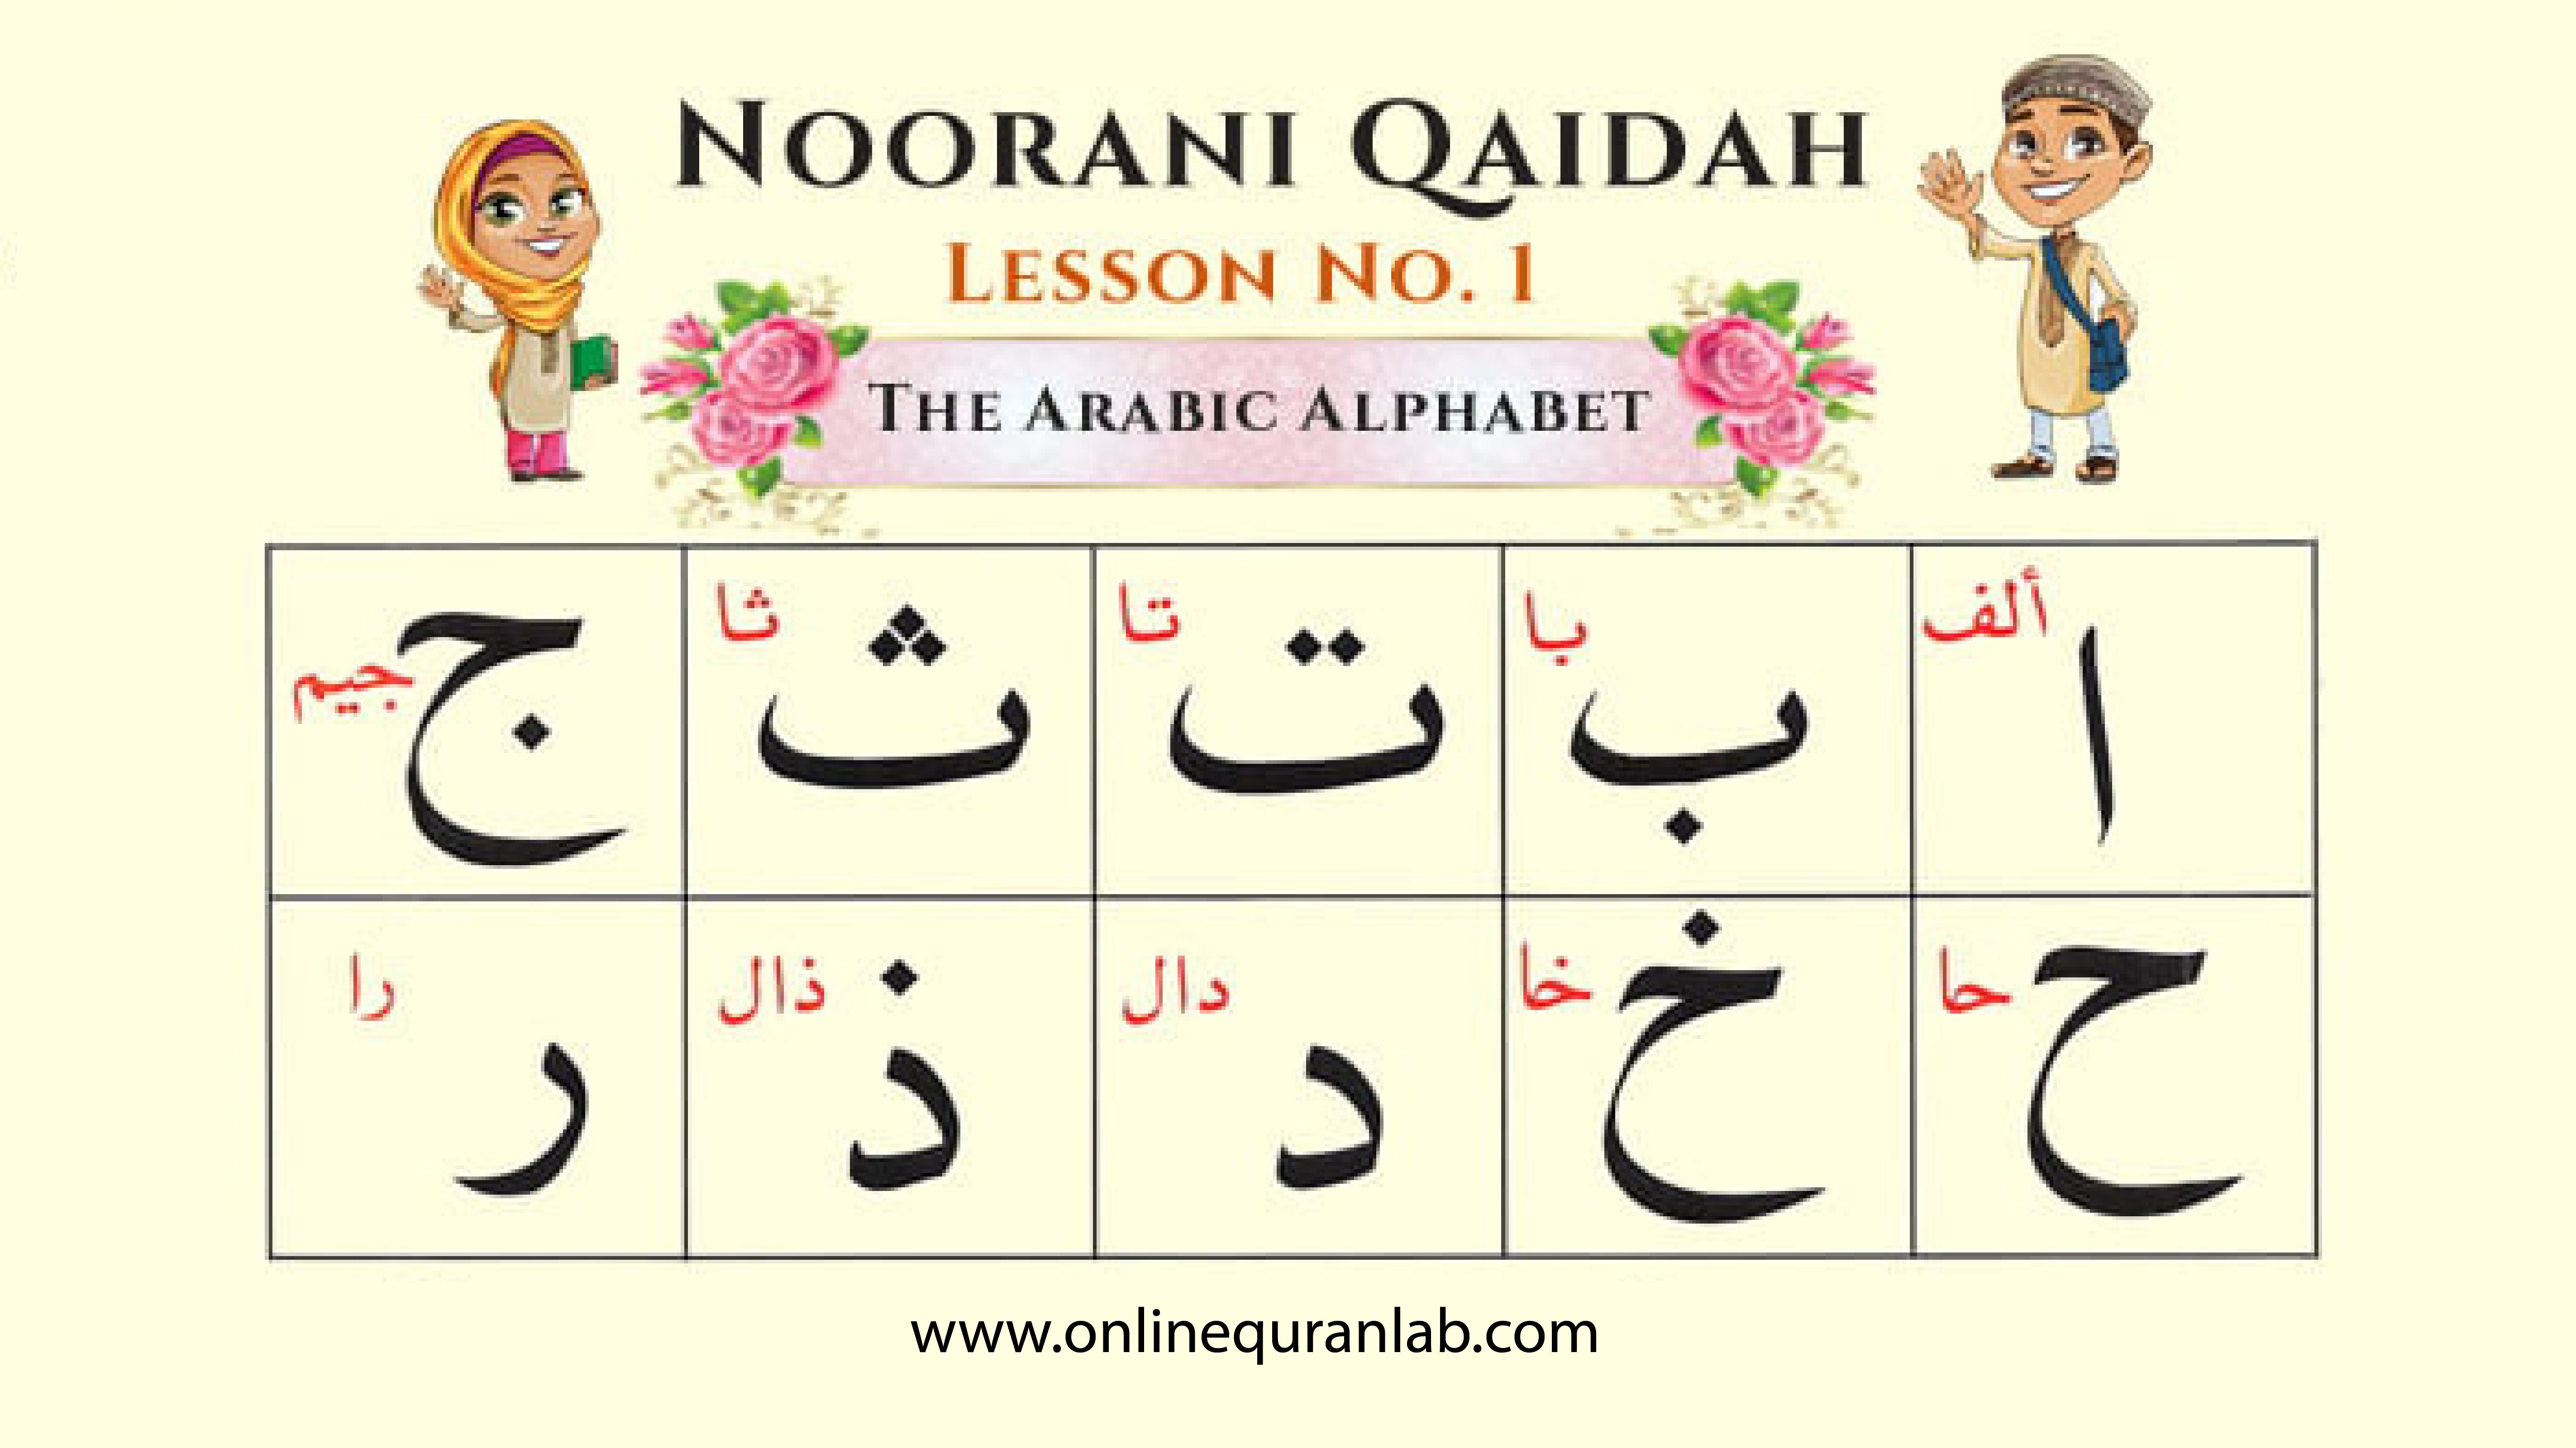 NOORANI QAIDAH
LESSON NO. 1
THE ARABIC ALPHABET
ا ألف ب با ت تا ث ثا ج جيم
ح حا خ خا د دال ذ ذال ر را
www.onlinequranlab.com